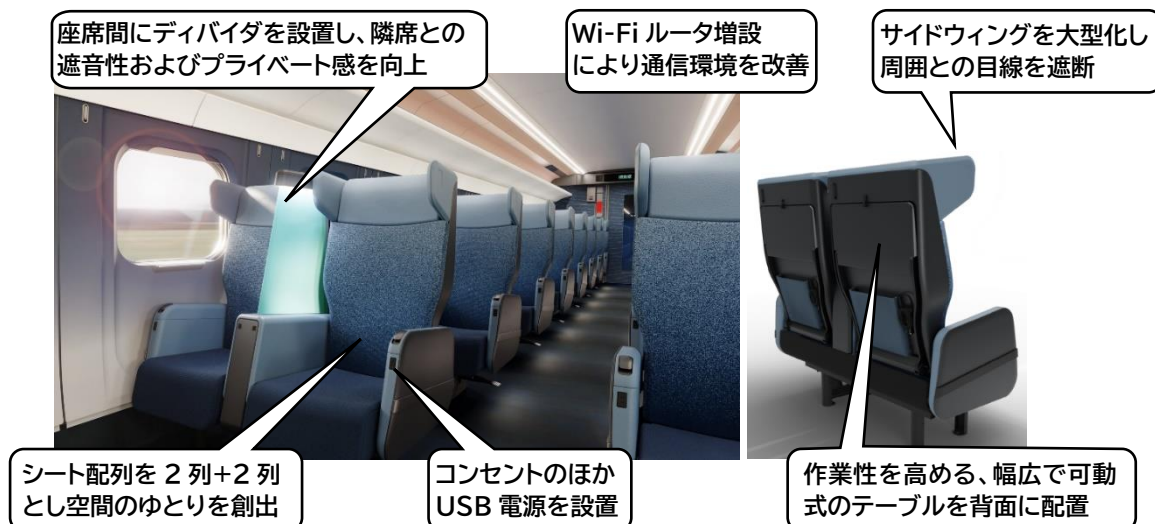 座席間にディバイダを設置し、隣席との
遮音性およびプライベート感を向上
Wi-Fi ルータ増設
により通信環境を改善
サイドウィングを大型化し
周囲との目線を遮断
シート配列を 2 列+2 列
とし空間のゆとりを創出
コンセントのほか
USB 電源を設置
作業性を高める、幅広で可動
式のテーブルを背面に配置